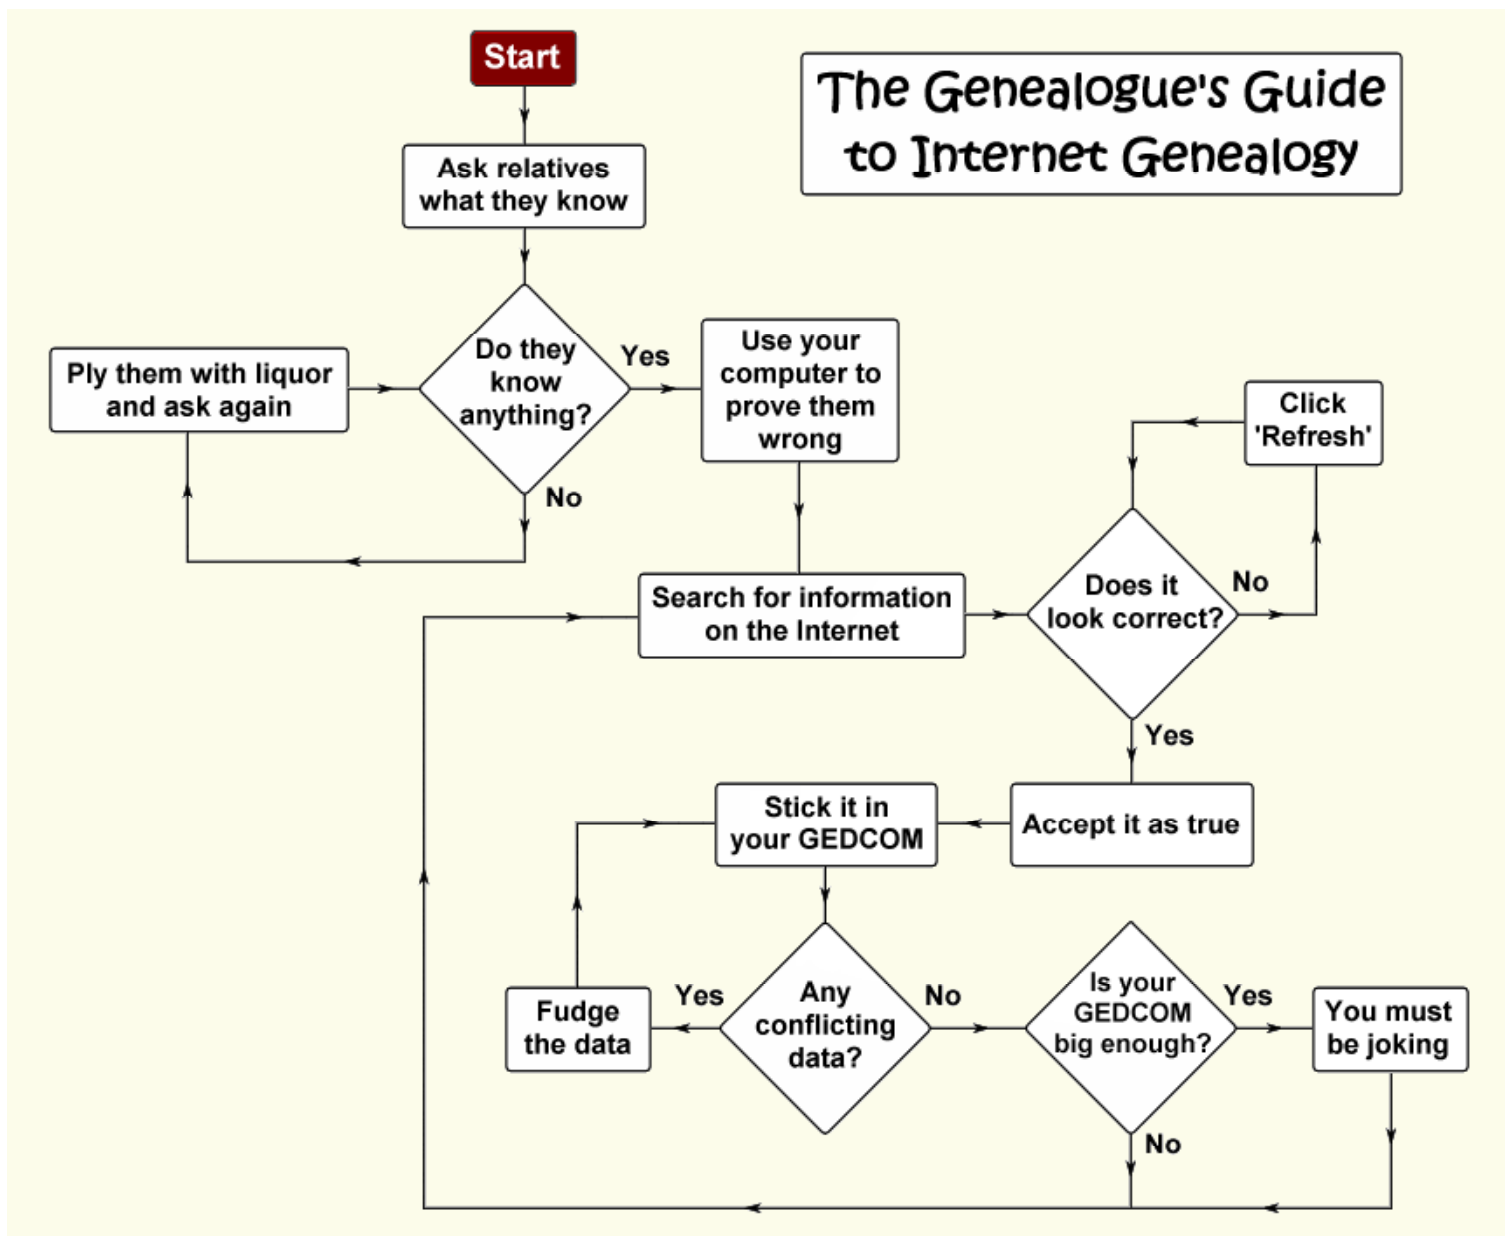 Start
The Genealogue's Guide
to Internet Genealogy
Ask relatives
what they know
Do they
know
anything?
Yes
No
Ply them with liquor
and ask again
Use your
computer to
prove them
wrong
Search for information
on the Internet
Does it
look correct?
No
Click
'Refresh'
Yes
Accept it as true
Stick it in
your GEDCOM
Any
conflicting
data?
Yes
Fudge
the data
No
Is your
GEDCOM
big enough?
Yes
You must
be joking
No